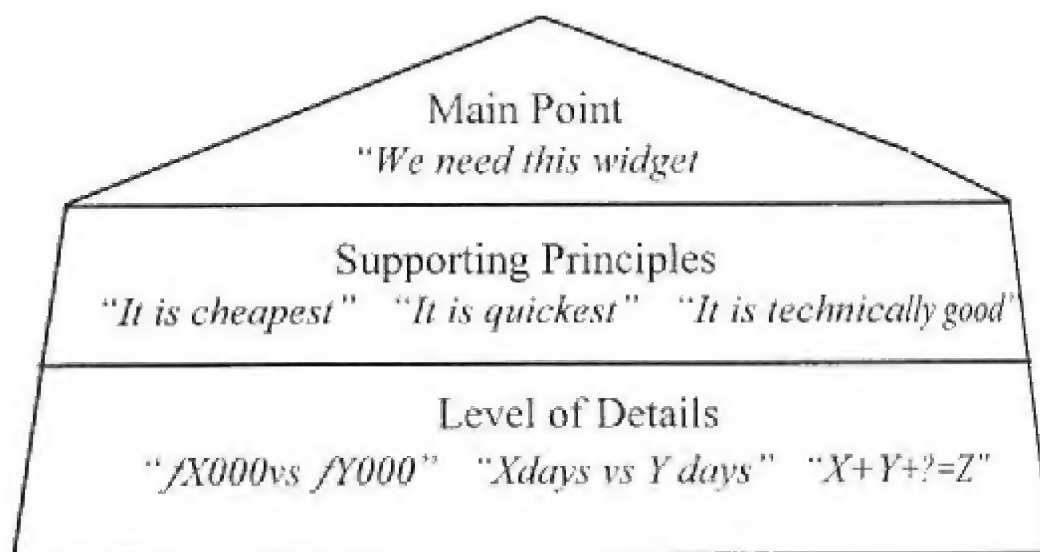 Main Point
“We need this widget
Supporting Principles
“It is cheapest” “It is quickest” “It is technically good”
Level of Details
“fX000vs fY000” “Xdays vs Y days” “X+Y+?=Z”